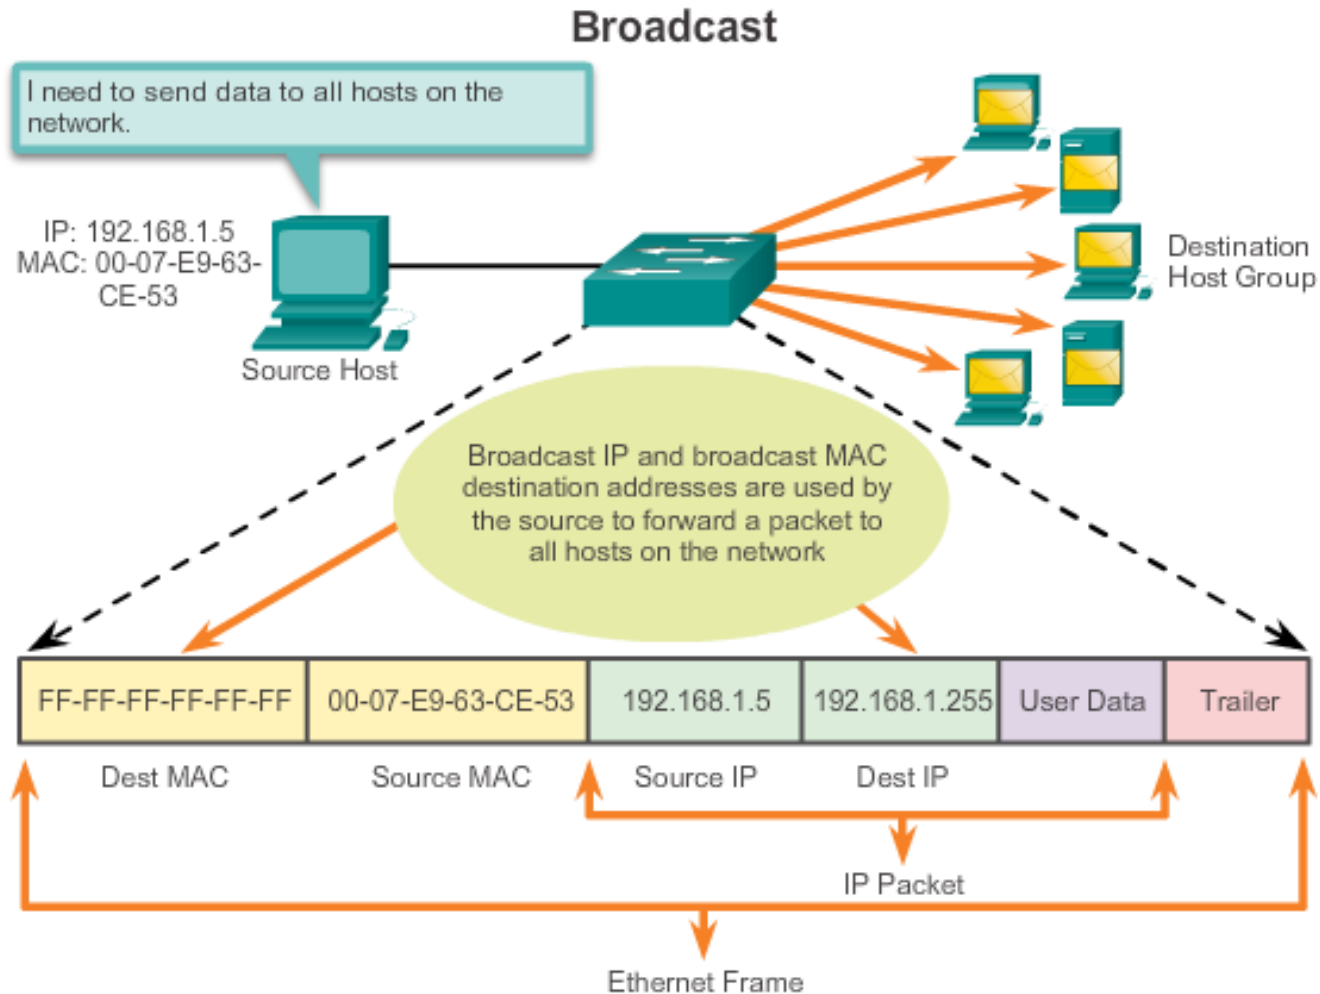 Broadcast
I need to send data to all hosts on the
network.
IP: 192.168.1.5
MAC: 00-07-E9-63-
CE-53
Source Host
Destination
Host Group
Broadcast IP and broadcast MAC
destination addresses are used by
the source to forward a packet to
all hosts on the network
FF-FF-FF-FF-FF-FF 00-07-E9-63-CE-53 192.168.1.5 192.168.1.255 User Data Trailer
Dest MAC Source MAC Source IP Dest IP
IP Packet
Ethernet Frame